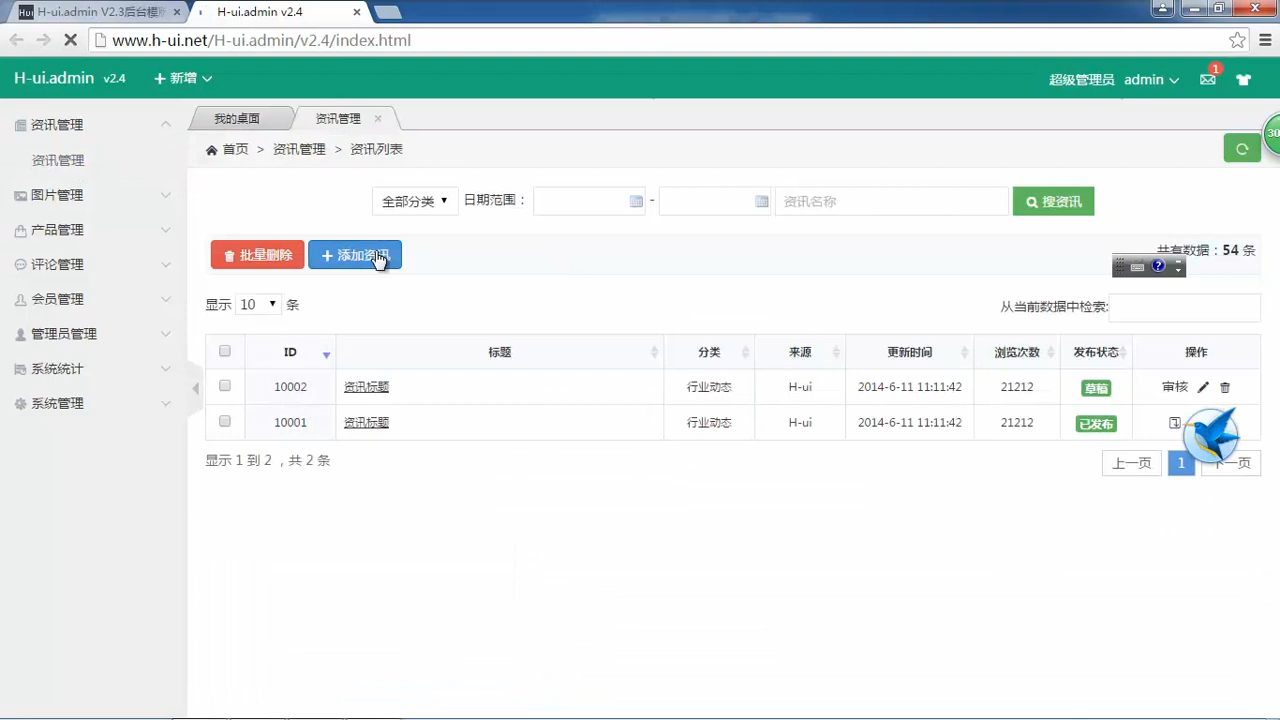 H-ui.admin V2.3后台模
H-ui.admin v2.4
www.h-ui.net/H-ui.admin/v2.4/index.html
H-ui.admin v2.4
新增
超级管理员 admin
1
资讯管理
资讯管理
图片管理
产品管理
评论管理
会员管理
管理员管理
系统统计
系统管理
我的桌面
资讯管理
首页 > 资讯管理 > 资讯列表
30
全部分类
日期范围：
-
资讯名称
搜资讯
批量删除
添加资讯
共有数据：54 条
显示 10 条
从当前数据中检索:
ID 标题 分类 来源 更新时间 浏览次数 发布状态 操作
10002 资讯标题 行业动态 H-ui 2014-6-11 11:11:42 21212 草稿 审核
10001 资讯标题 行业动态 H-ui 2014-6-11 11:11:42 21212 已发布
显示 1 到 2 ，共 2 条
上一页 1 下一页